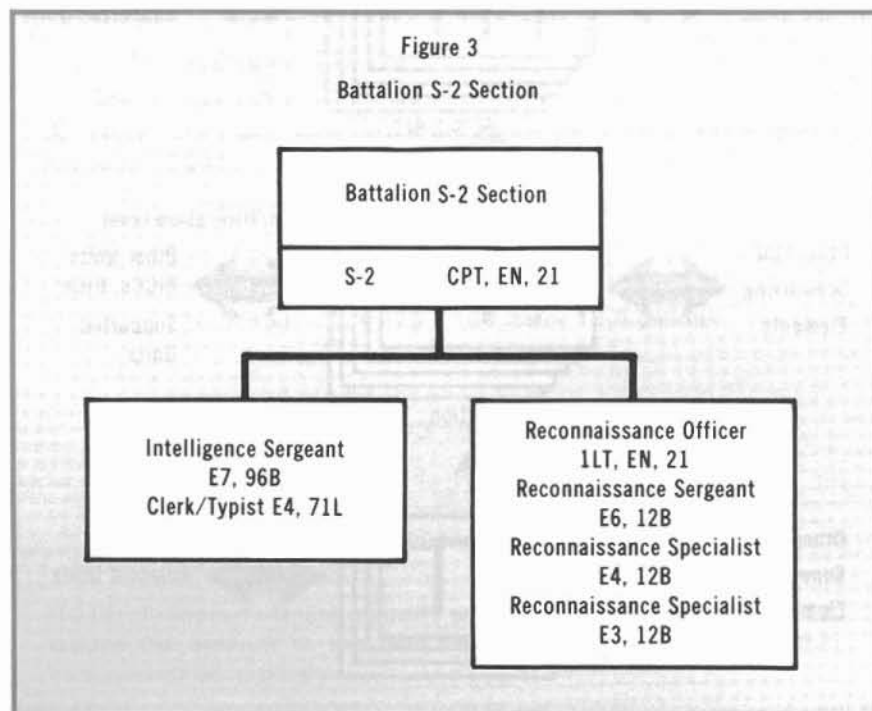 Figure 3
Battalion S-2 Section
Battalion S-2 Section
S-2 CPT, EN, 21
Intelligence Sergeant
E7, 96B
Clerk/Typist E4, 71L
Reconnaissance Officer
1LT, EN, 21
Reconnaissance Sergeant
E6, 12B
Reconnaissance Specialist
E4, 12B
Reconnaissance Specialist
E3, 12B